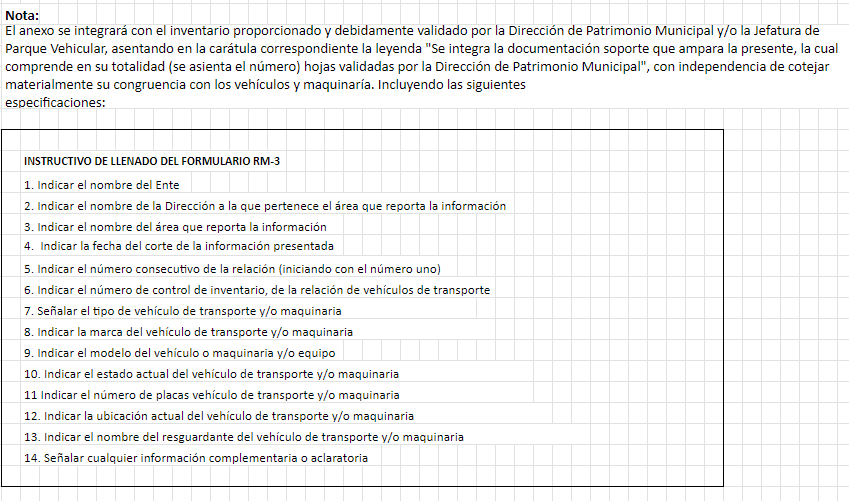 Nota:
El anexo se integrará con el inventario proporcionado y debidamente validado por la Dirección de Patrimonio Municipal y/o la Jefatura de
Parque Vehicular, asentando en la carátula correspondiente la leyenda "Se integra la documentación soporte que ampara la presente, la cual
comprende en su totalidad (se asienta el número) hojas validadas por la Dirección de Patrimonio Municipal", con independencia de cotejar
materialmente su congruencia con los vehículos y maquinaría. Incluyendo las siguientes
especificaciones:
INSTRUCTIVO DE LLENADO DEL FORMULARIO RM-3
1. Indicar el nombre del Ente
2. Indicar el nombre de la Dirección a la que pertenece el área que reporta la información
3. Indicar el nombre del área que reporta la información
4. Indicar la fecha del corte de la información presentada
5. Indicar el número consecutivo de la relación (iniciando con el número uno)
6. Indicar el número de control de inventario, de la relación de vehículos de transporte
7. Señalar el tipo de vehículo de transporte y/o maquinaria
8. Indicar la marca del vehículo de transporte y/o maquinaria
9. Indicar el modelo del vehículo o maquinaria y/o equipo
10. Indicar el estado actual del vehículo de transporte y/o maquinaria
11 Indicar el número de placas vehículo de transporte y/o maquinaria
12. Indicar la ubicación actual del vehículo de transporte y/o maquinaria
13. Indicar el nombre del resguardante del vehículo de transporte y/o maquinaria
14. Señalar cualquier información complementaria o aclaratoria